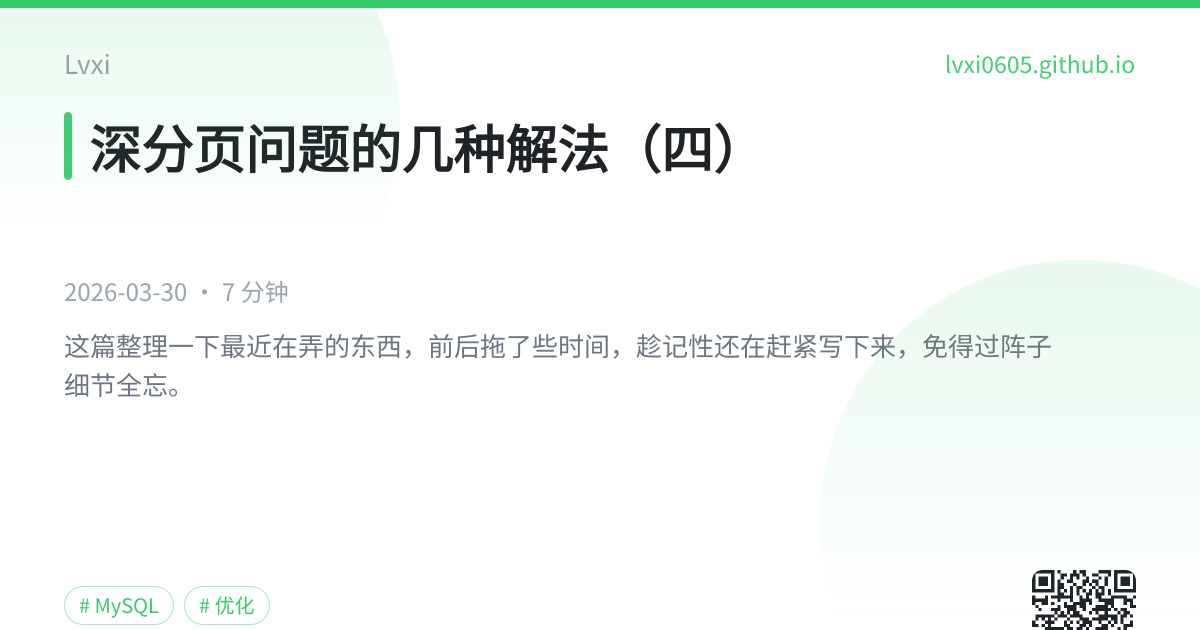 Lvxi
lvxi0605.github.io
深分页问题的几种解法（四）
2026-03-30 · 7 分钟
这篇整理一下最近在弄的东西，前后拖了些时间，趁记性还在赶紧写下来，免得过阵子
细节全忘。
# MySQL
# 优化